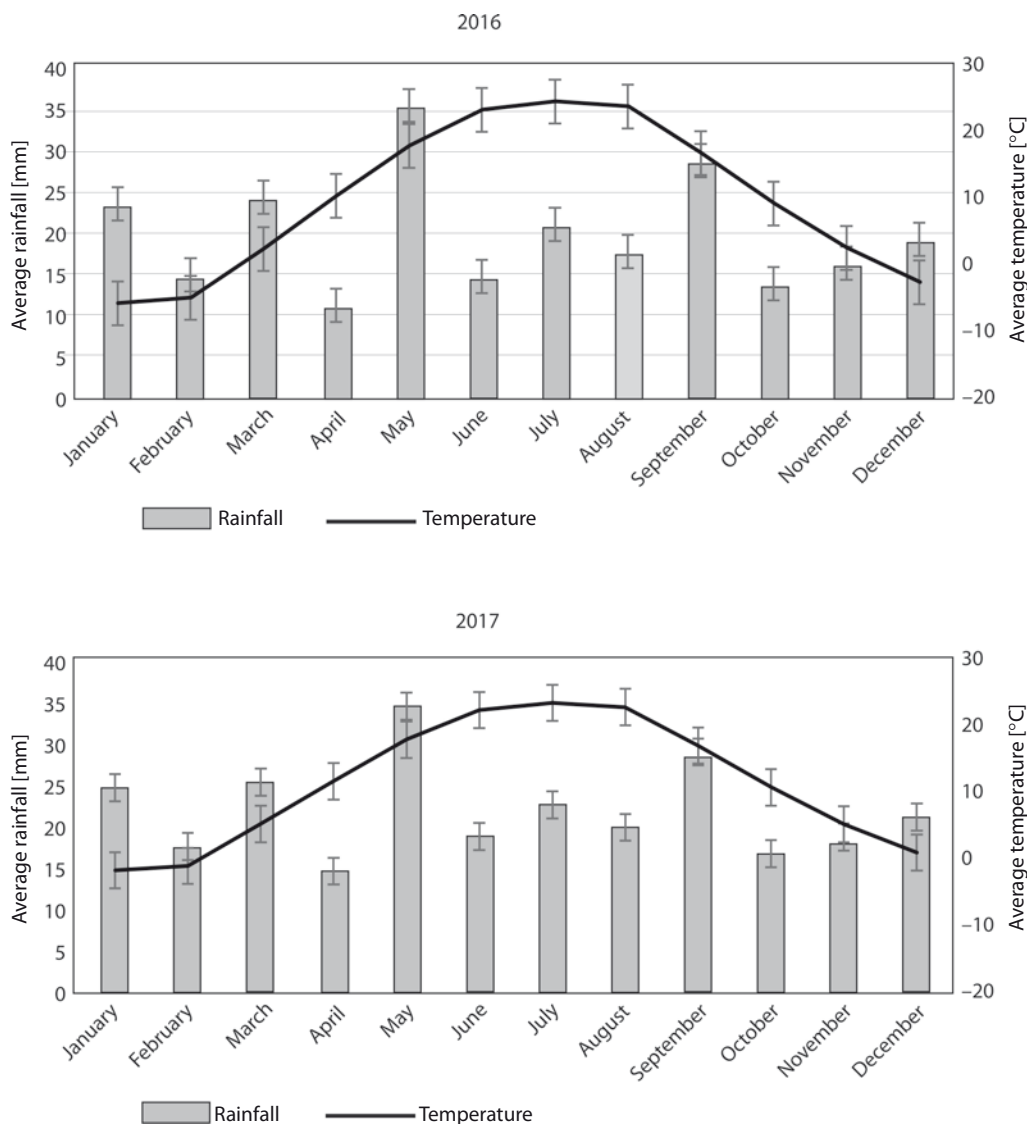 2016
Average rainfall [mm]
40
35
30
25
20
15
10
5
0
30
20
10
0
–10
–20
Average temperature [°C]
January
February
March
April
May
June
July
August
September
October
November
December
Rainfall
Temperature
2017
Average rainfall [mm]
40
35
30
25
20
15
10
5
0
30
20
10
0
–10
–20
Average temperature [°C]
January
February
March
April
May
June
July
August
September
October
November
December
Rainfall
Temperature